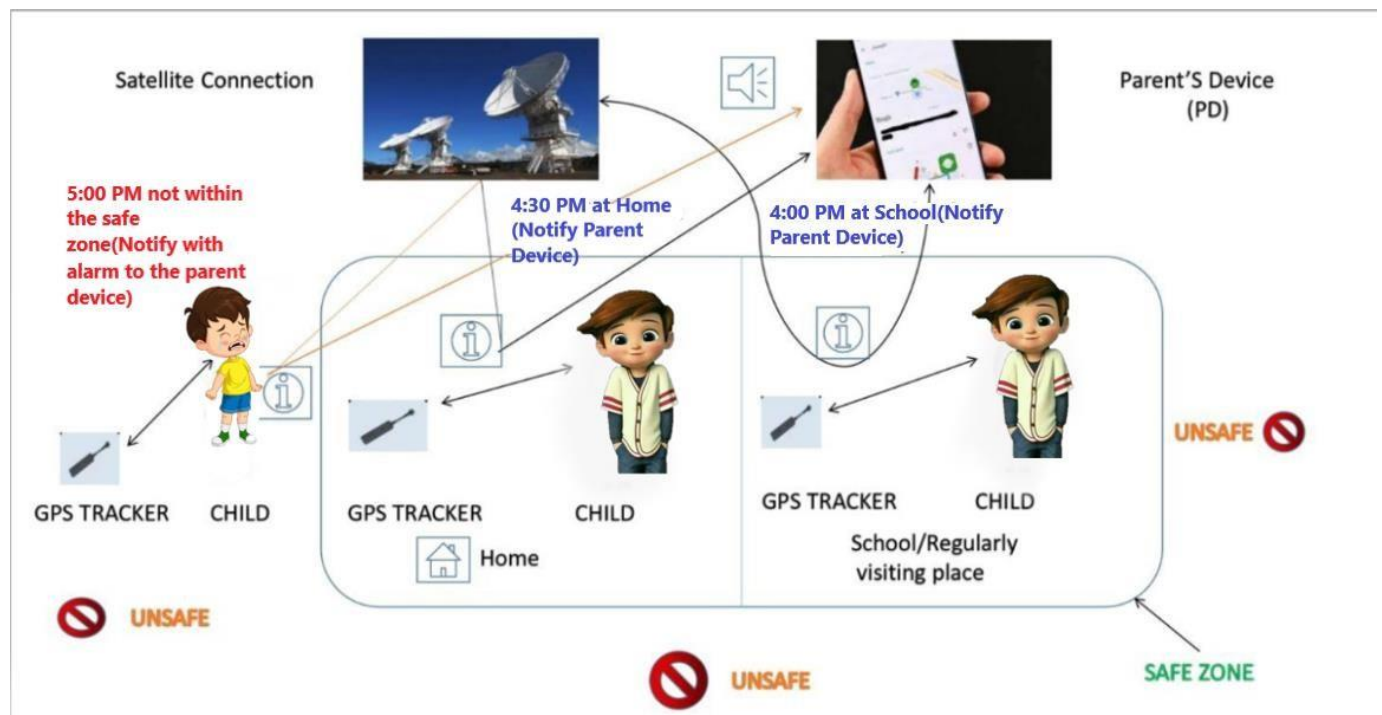 Satellite Connection
Parent'S Device
(PD)
5:00 PM not within
the safe
zone(Notify with
alarm to the parent
device)
4:30 PM at Home
(Notify Parent
Device)
4:00 PM at School(Notify
Parent Device)
GPS TRACKER
CHILD
GPS TRACKER
CHILD
GPS TRACKER
CHILD
Home
School/Regularly
visiting place
UNSAFE
UNSAFE
UNSAFE
SAFE ZONE